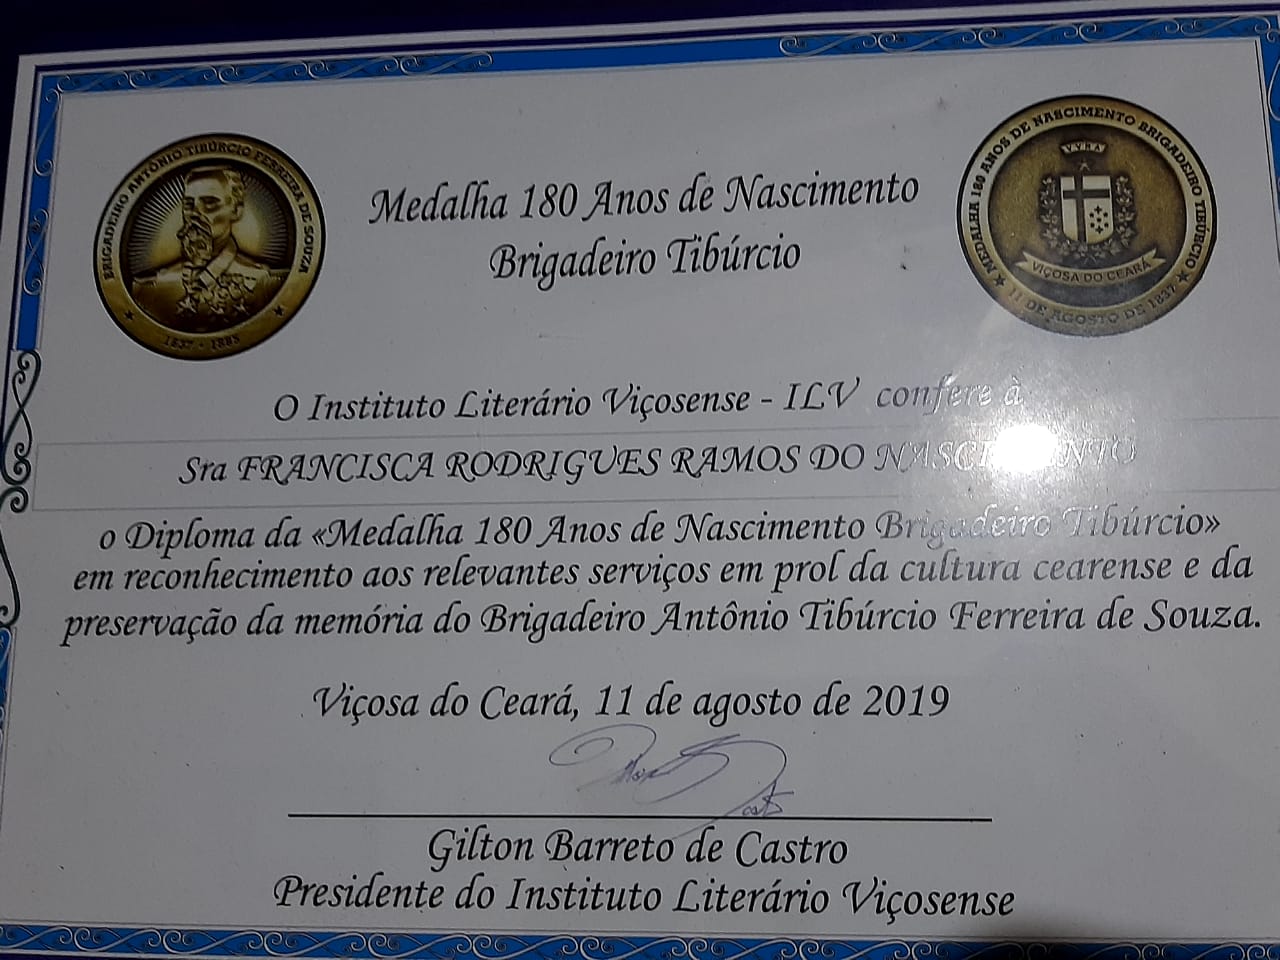 BRIGADEIRO ANTÔNIO TIBÚRCIO FERREIRA DE SOUZA
1837 - 1885
Medalha 180 Anos de Nascimento
Brigadeiro Tibúrcio
MEDALHA 180 ANOS DE NASCIMENTO BRIGADEIRO TIBÚRCIO
VIÇOSA DO CEARÁ
11 DE AGOSTO DE 1837
O Instituto Literário Viçosense - ILV confere à
Sra FRANCISCA RODRIGUES RAMOS DO NASCIMENTO
o Diploma da «Medalha 180 Anos de Nascimento Brigadeiro Tibúrcio»
em reconhecimento aos relevantes serviços em prol da cultura cearense e da
preservação da memória do Brigadeiro Antônio Tibúrcio Ferreira de Souza.
Viçosa do Ceará, 11 de agosto de 2019
Gilton Barreto de Castro
Presidente do Instituto Literário Viçosense